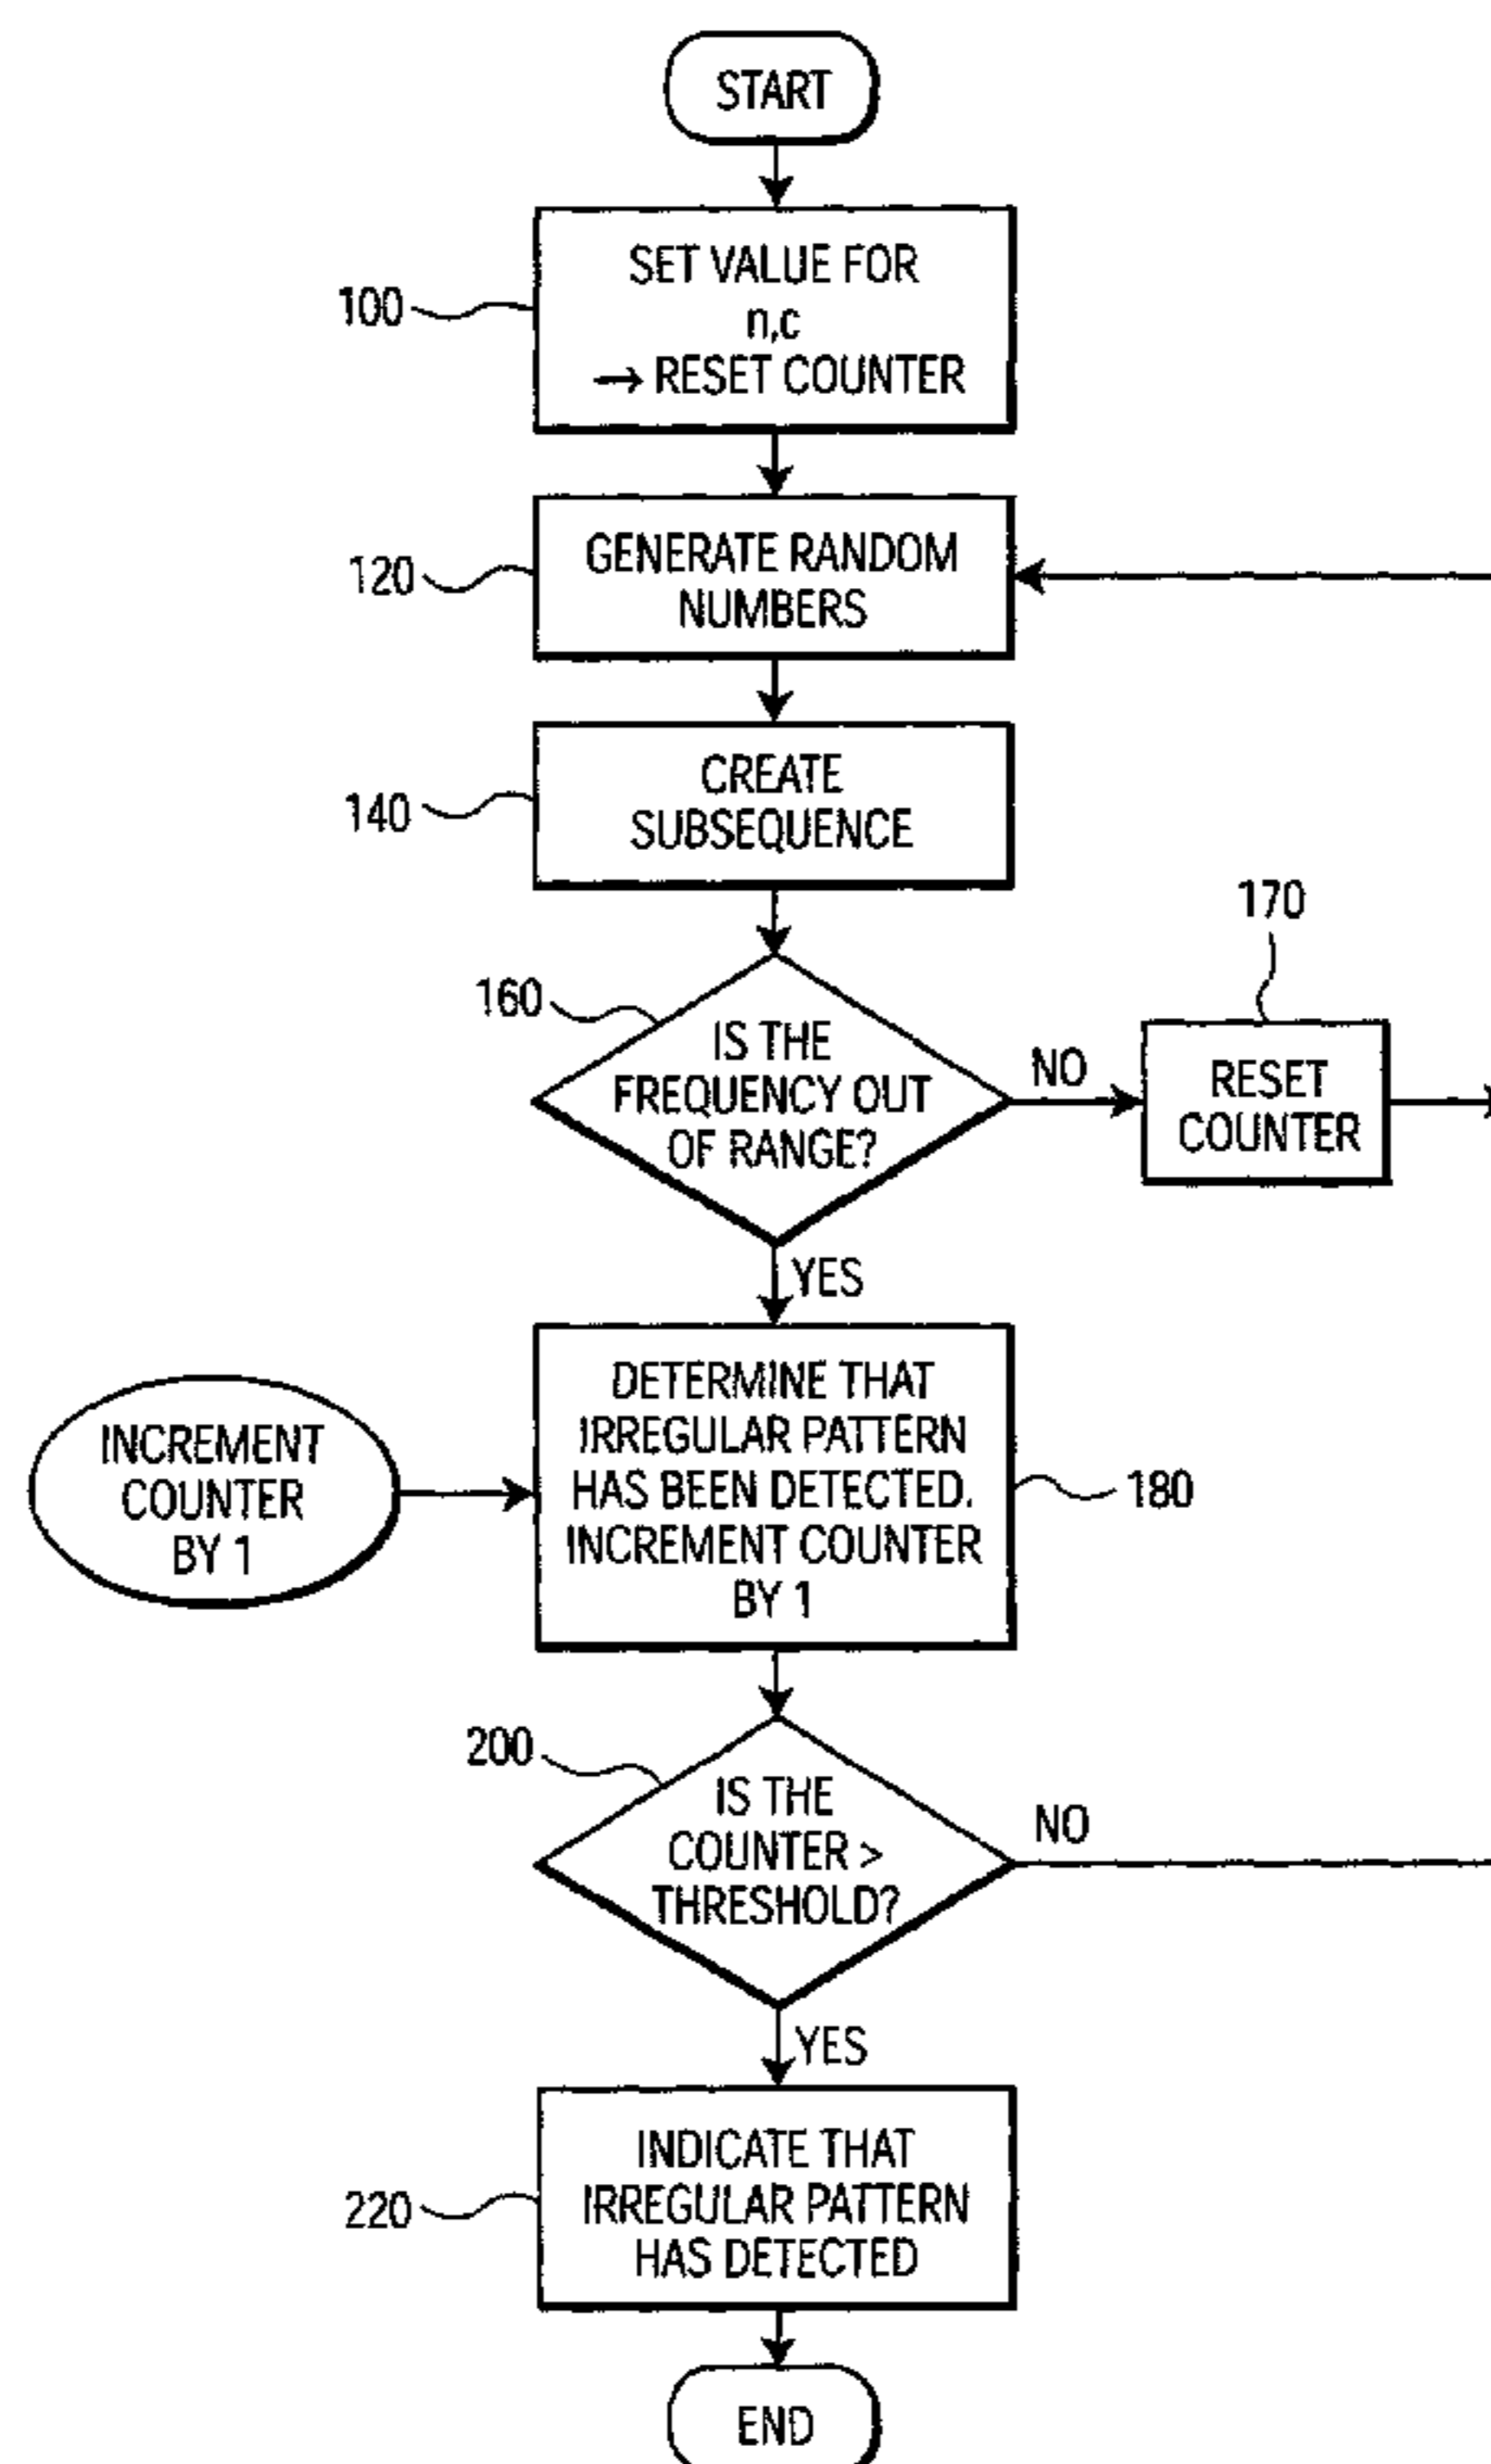 START
SET VALUE FOR
n,c
→ RESET COUNTER
100
GENERATE RANDOM
NUMBERS
120
CREATE
SUBSEQUENCE
140
170
160
IS THE
FREQUENCY OUT
OF RANGE?
NO
RESET
COUNTER
YES
DETERMINE THAT
IRREGULAR PATTERN
HAS BEEN DETECTED.
INCREMENT COUNTER
BY 1
INCREMENT
COUNTER
BY 1
180
200
IS THE
COUNTER >
THRESHOLD?
NO
YES
INDICATE THAT
IRREGULAR PATTERN
HAS DETECTED
220
END